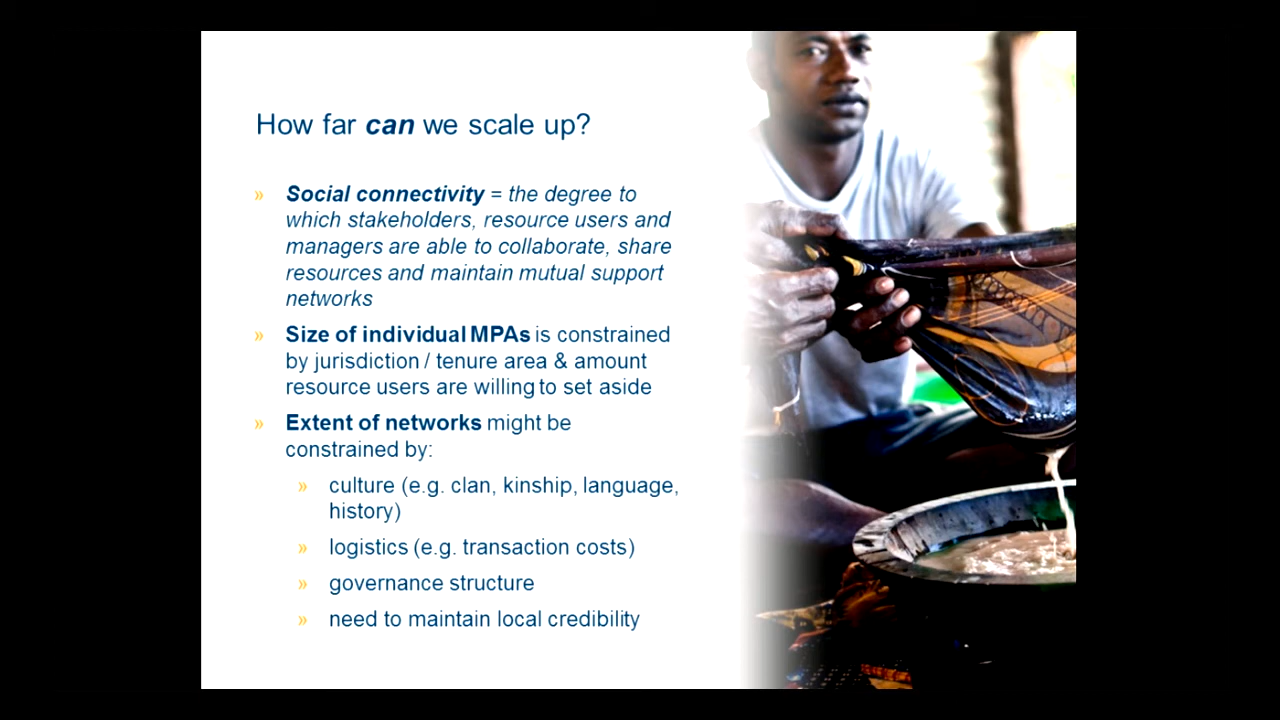 How far can we scale up?
» Social connectivity = the degree to
which stakeholders, resource users and
managers are able to collaborate, share
resources and maintain mutual support
networks
» Size of individual MPAs is constrained
by jurisdiction / tenure area & amount
resource users are willing to set aside
» Extent of networks might be
constrained by:
» culture (e.g. clan, kinship, language,
history)
» logistics (e.g. transaction costs)
» governance structure
» need to maintain local credibility